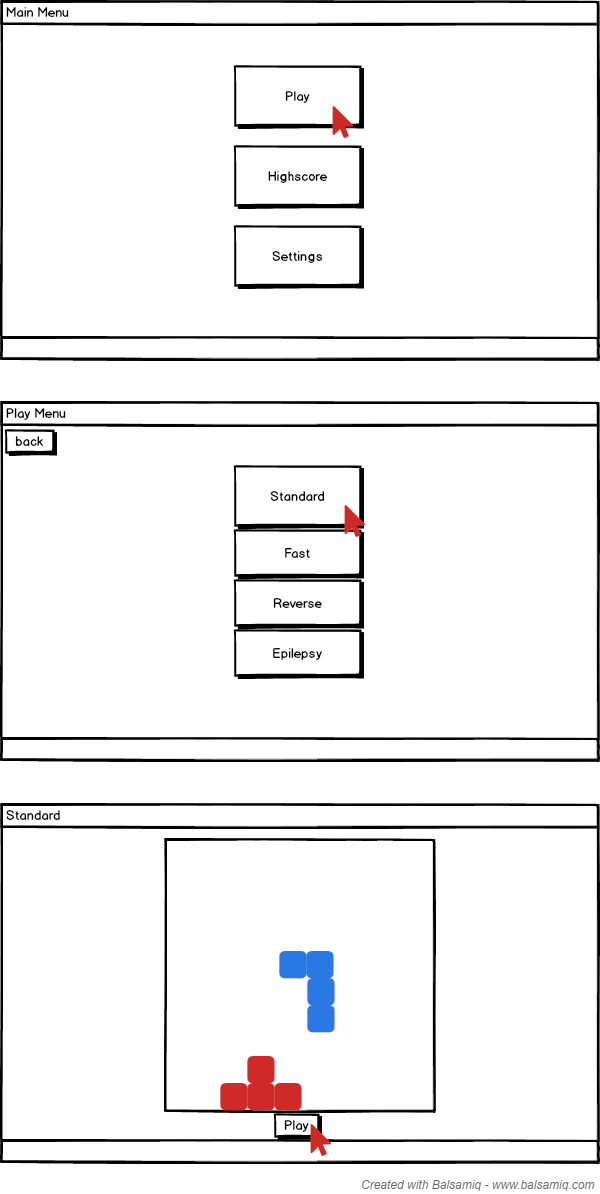 Main Menu
Play
Highscore
Settings
Play Menu
back
Standard
Fast
Reverse
Epilepsy
Standard
Play
Created with Balsamiq - www.balsamiq.com